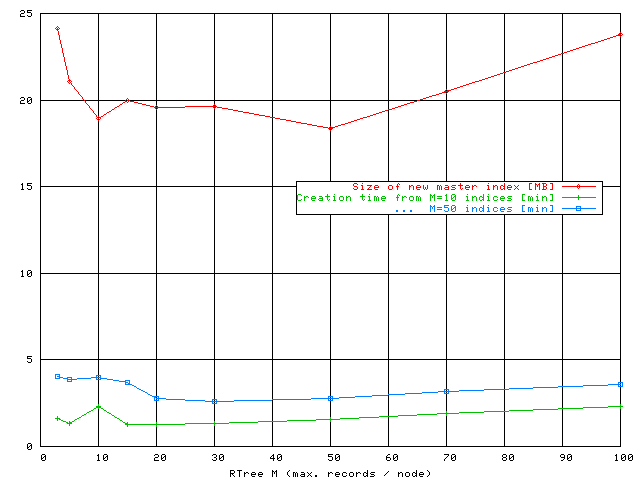 25
20
15
10
5
0
Size of new master index [MB]
Creation time from M=10 indices [min]
... M=50 indices [min]
0 10 20 30 40 50 60 70 80 90 100
RTree M (max. records / node)